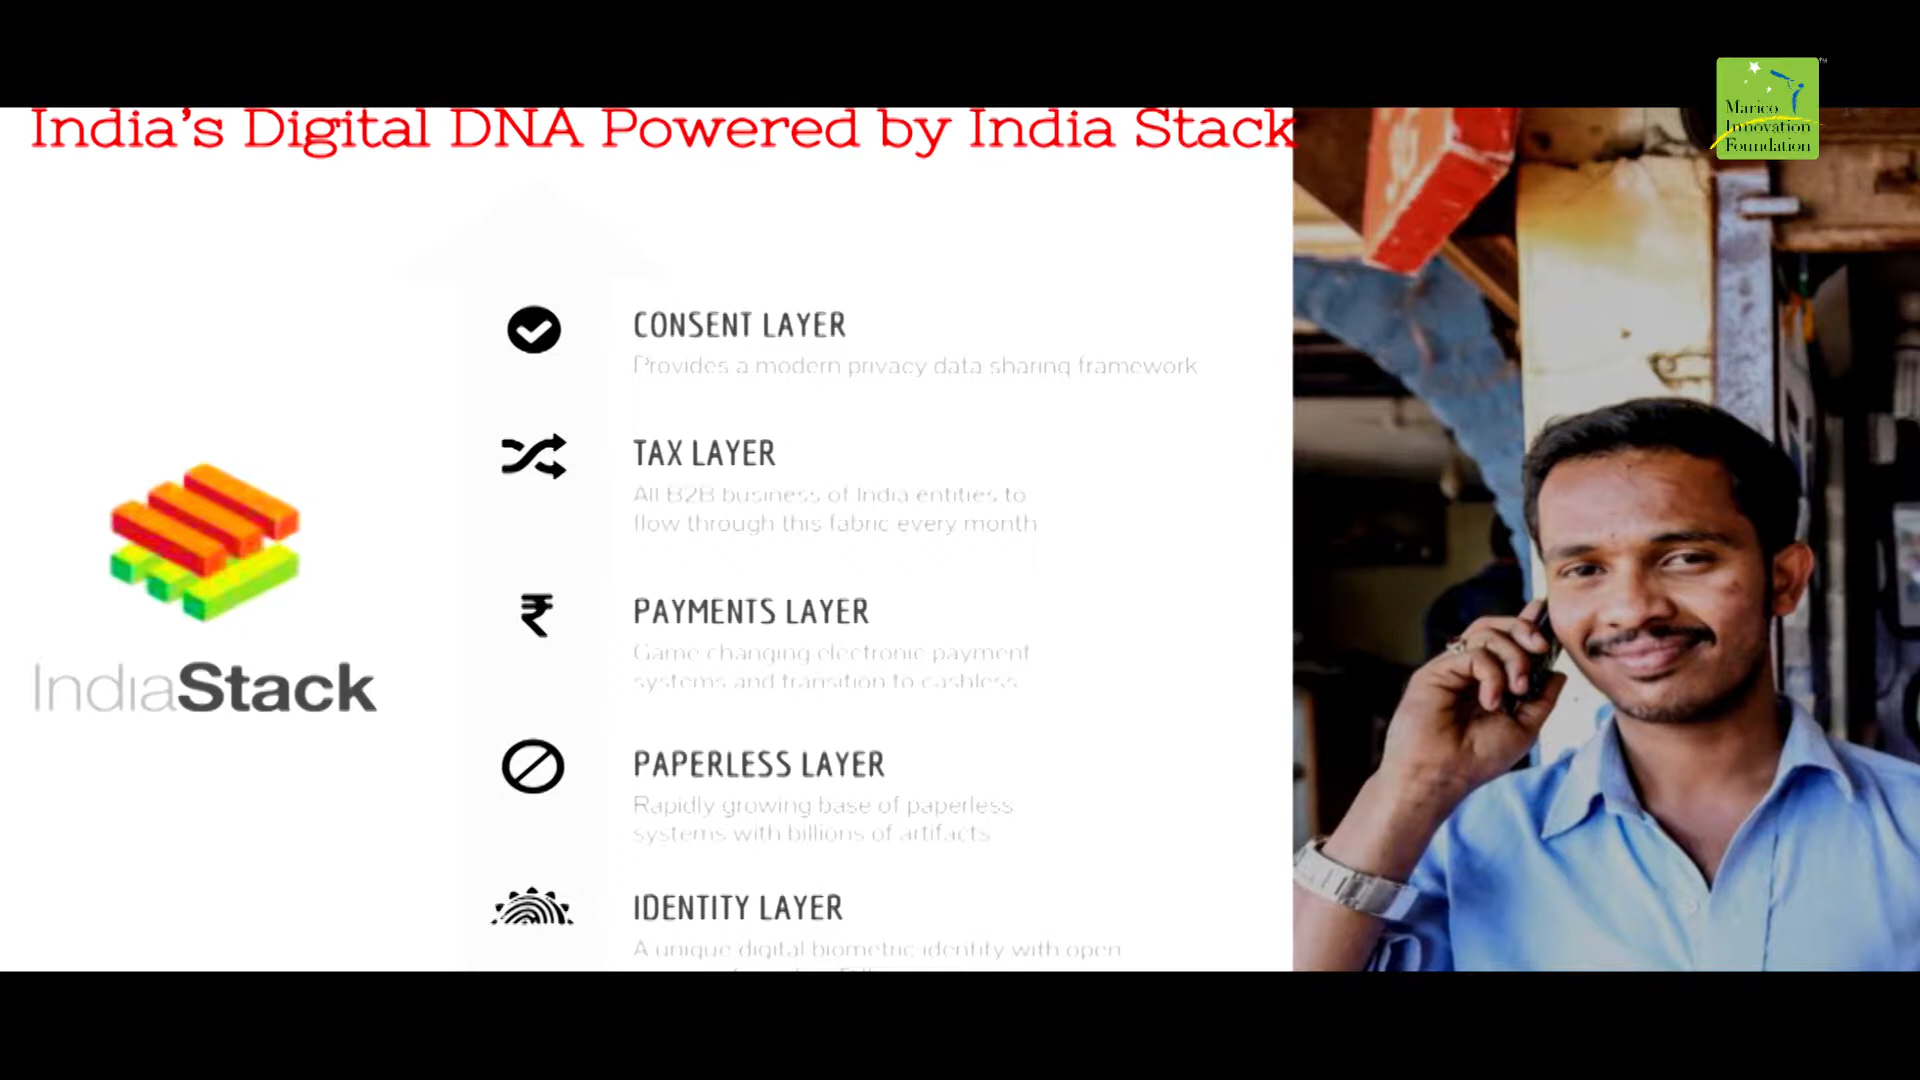 Marico
Innovation
Foundation
TM
India's Digital DNA Powered by India Stack
CONSENT LAYER
Provides a modern privacy data sharing framework
TAX LAYER
All B2B business of India entities to
flow through this fabric every month
PAYMENTS LAYER
Game changing electronic payment
systems and transition to cashless
PAPERLESS LAYER
Rapidly growing base of paperless
systems with billions of artifacts
IDENTITY LAYER
A unique digital biometric identity with open
IndiaStack